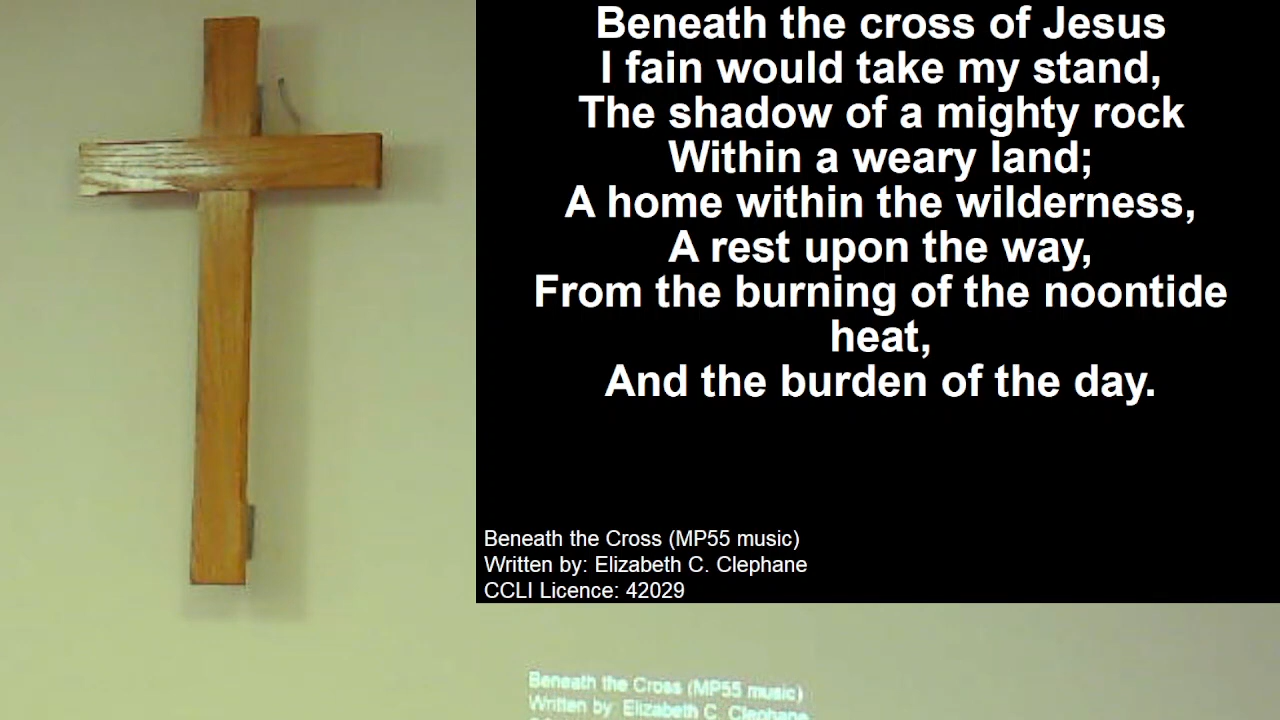 Beneath the cross of Jesus
I fain would take my stand,
The shadow of a mighty rock
Within a weary land;
A home within the wilderness,
A rest upon the way,
From the burning of the noontide
heat,
And the burden of the day.
Beneath the Cross (MP55 music)
Written by: Elizabeth C. Clephane
CCLI Licence: 42029
Beneath the Cross (MP55 music)
Written by: Elizabeth C. Clephane